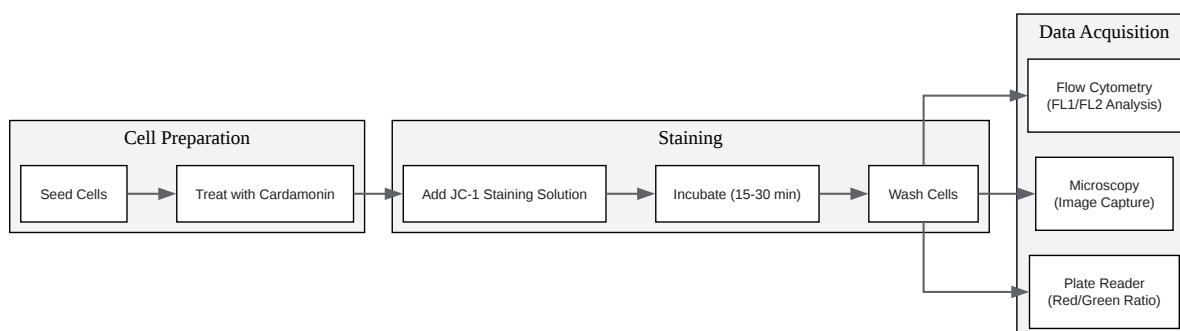 Cell Preparation
Seed Cells
Treat with Cardamonin
Staining
Add JC-1 Staining Solution
Incubate (15-30 min)
Wash Cells
Data Acquisition
Flow Cytometry
(FL1/FL2 Analysis)
Microscopy
(Image Capture)
Plate Reader
(Red/Green Ratio)